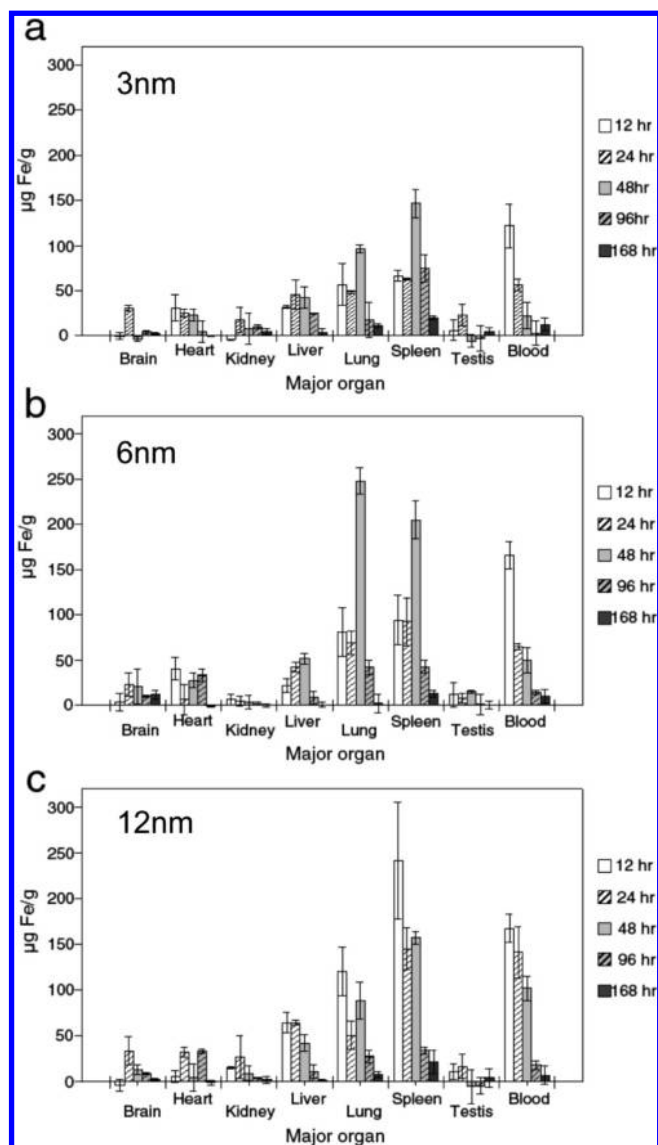 a
3nm
300
250
200
150
100
50
0
µg Fe/g
12 hr
24 hr
48hr
96hr
168 hr
Brain Heart Kidney Liver Lung Spleen Testis Blood
Major organ
b
6nm
300
250
200
150
100
50
0
µg Fe/g
12 hr
24 hr
48 hr
96 hr
168 hr
Brain Heart Kidney Liver Lung Spleen Testis Blood
Major organ
c
12nm
300
250
200
150
100
50
0
µg Fe/g
12 hr
24 hr
48 hr
96 hr
168 hr
Brain Heart Kidney Liver Lung Spleen Testis Blood
Major organ